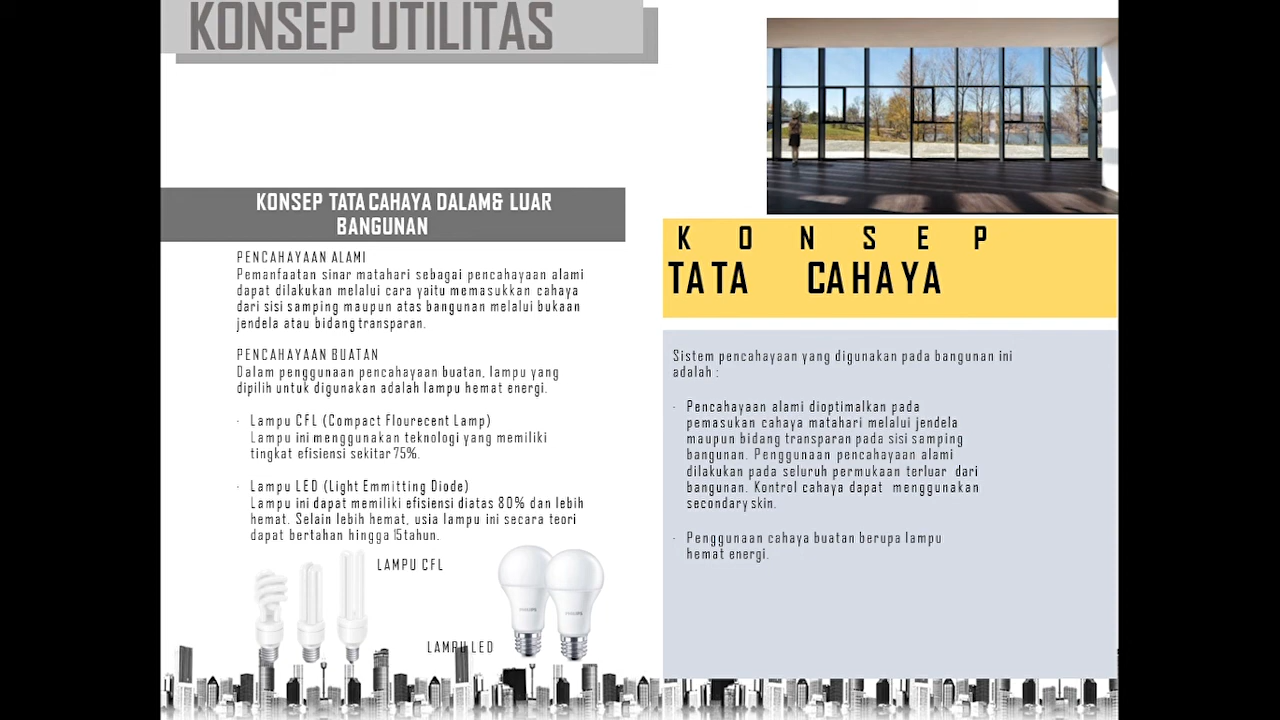 KONSEP UTILITAS
KONSEP TATA CAHAYA DALAM& LUAR
BANGUNAN
PENCAHAYAAN ALAMI
Pemanfaatan sinar matahari sebagai pencahayaan alami
dapat dilakukan melalui cara yaitu memasukkan cahaya
dari sisi samping maupun atas bangunan melalui bukaan
jendela atau bidang transparan.
PENCAHAYAAN BUATAN
Dalam penggunaan pencahayaan buatan, lampu yang
dipilih untuk digunakan adalah lampu hemat energi.
· Lampu CFL (Compact Flourecent Lamp)
Lampu ini menggunakan teknologi yang memiliki
tingkat efisiensi sekitar 75%.
· Lampu LED (Light Emmitting Diode)
Lampu ini dapat memiliki efisiensi diatas 80% dan lebih
hemat. Selain lebih hemat, usia lampu ini secara teori
dapat bertahan hingga 15 tahun.
LAMPU CFL
PHILIPS
PHILIPS
LAMPU LED
KONSEP
TATA CAHAYA
Sistem pencahayaan yang digunakan pada bangunan ini
adalah :
· Pencahayaan alami dioptimalkan pada
pemasukan cahaya matahari melalui jendela
maupun bidang transparan pada sisi samping
bangunan. Penggunaan pencahayaan alami
dilakukan pada seluruh permukaan terluar dari
bangunan. Kontrol cahaya dapat menggunakan
secondary skin.
· Penggunaan cahaya buatan berupa lampu
hemat energi.